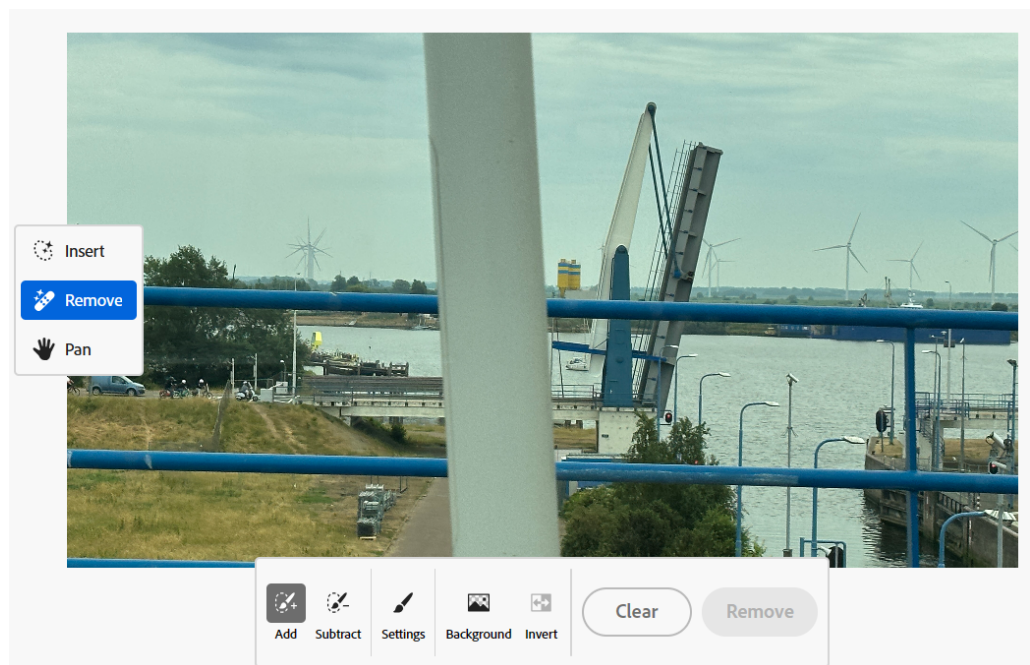 Insert
Remove
Pan
Add
Subtract
Settings
Background
Invert
Clear
Remove